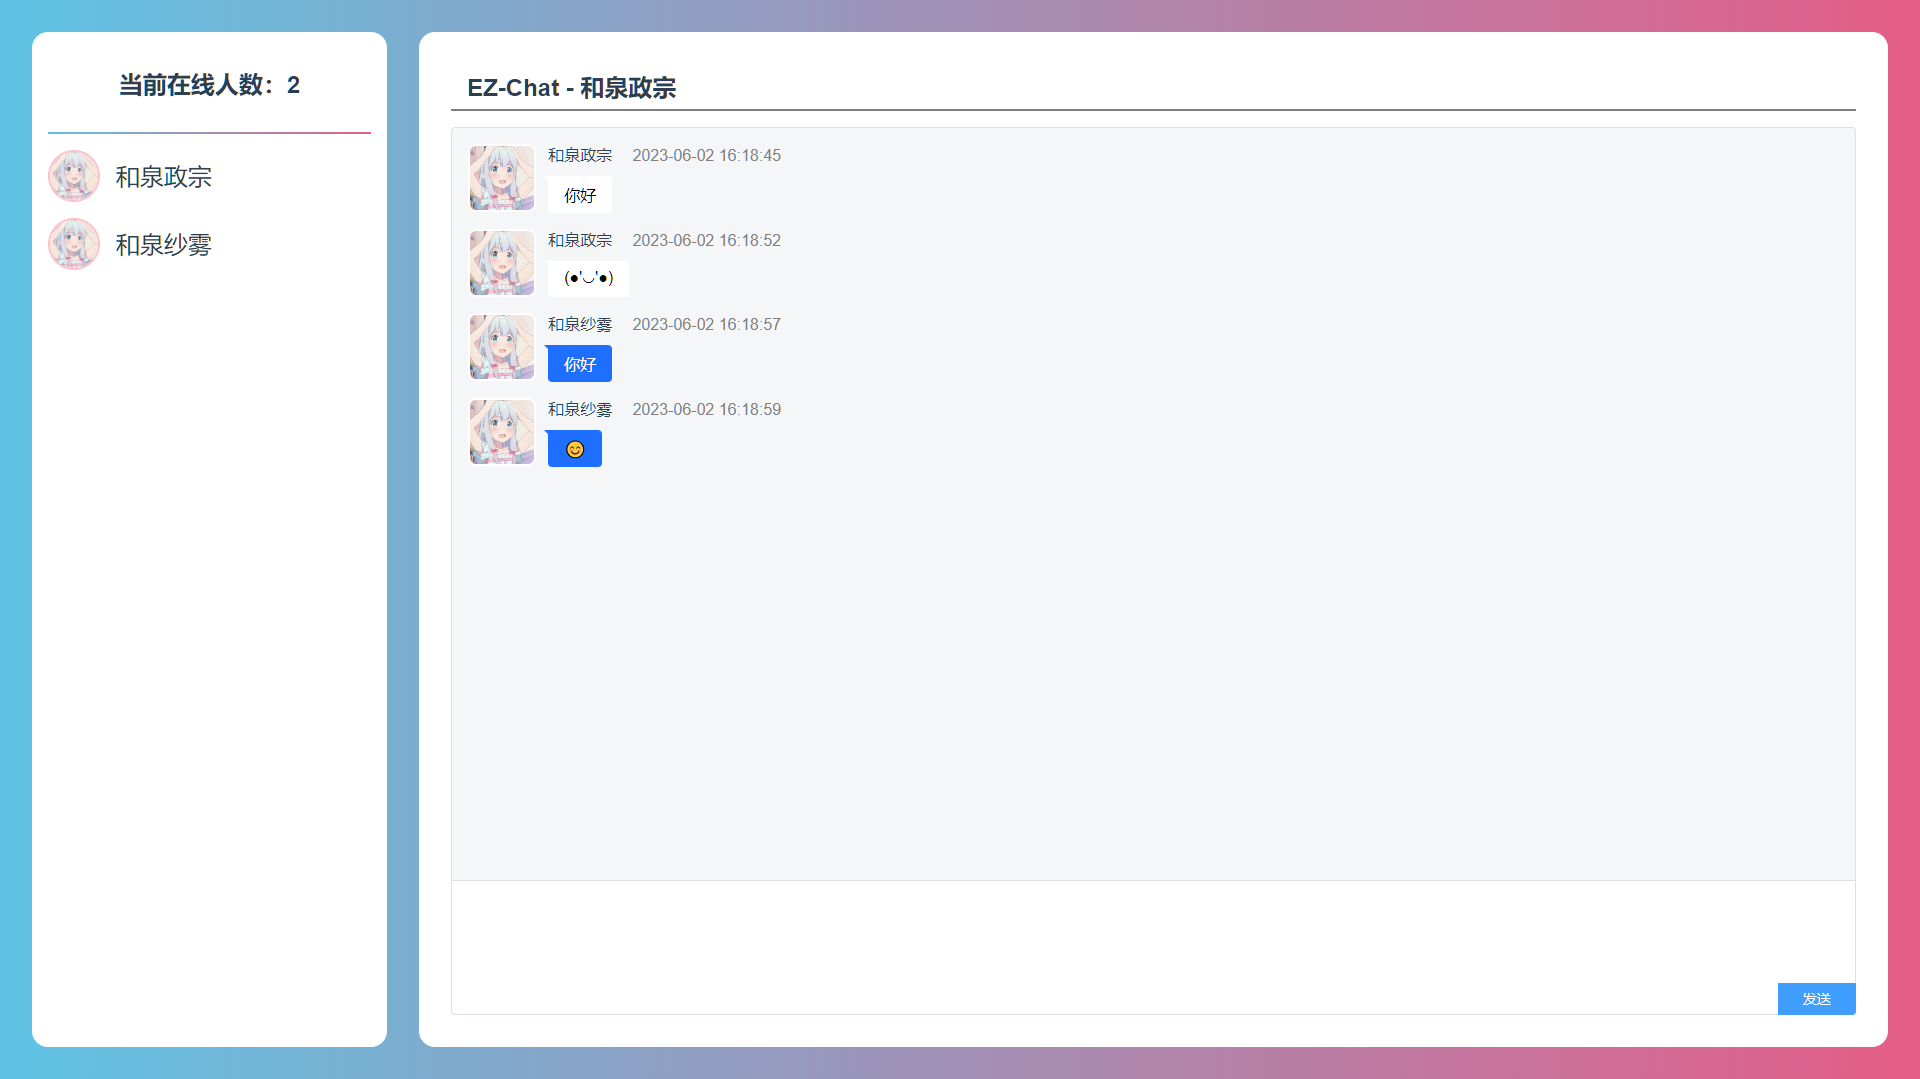 当前在线人数：2
和泉政宗
和泉纱雾
EZ-Chat - 和泉政宗
和泉政宗 2023-06-02 16:18:45
你好
和泉政宗 2023-06-02 16:18:52
(●'◡'●)
和泉纱雾 2023-06-02 16:18:57
你好
和泉纱雾 2023-06-02 16:18:59
😊
发送